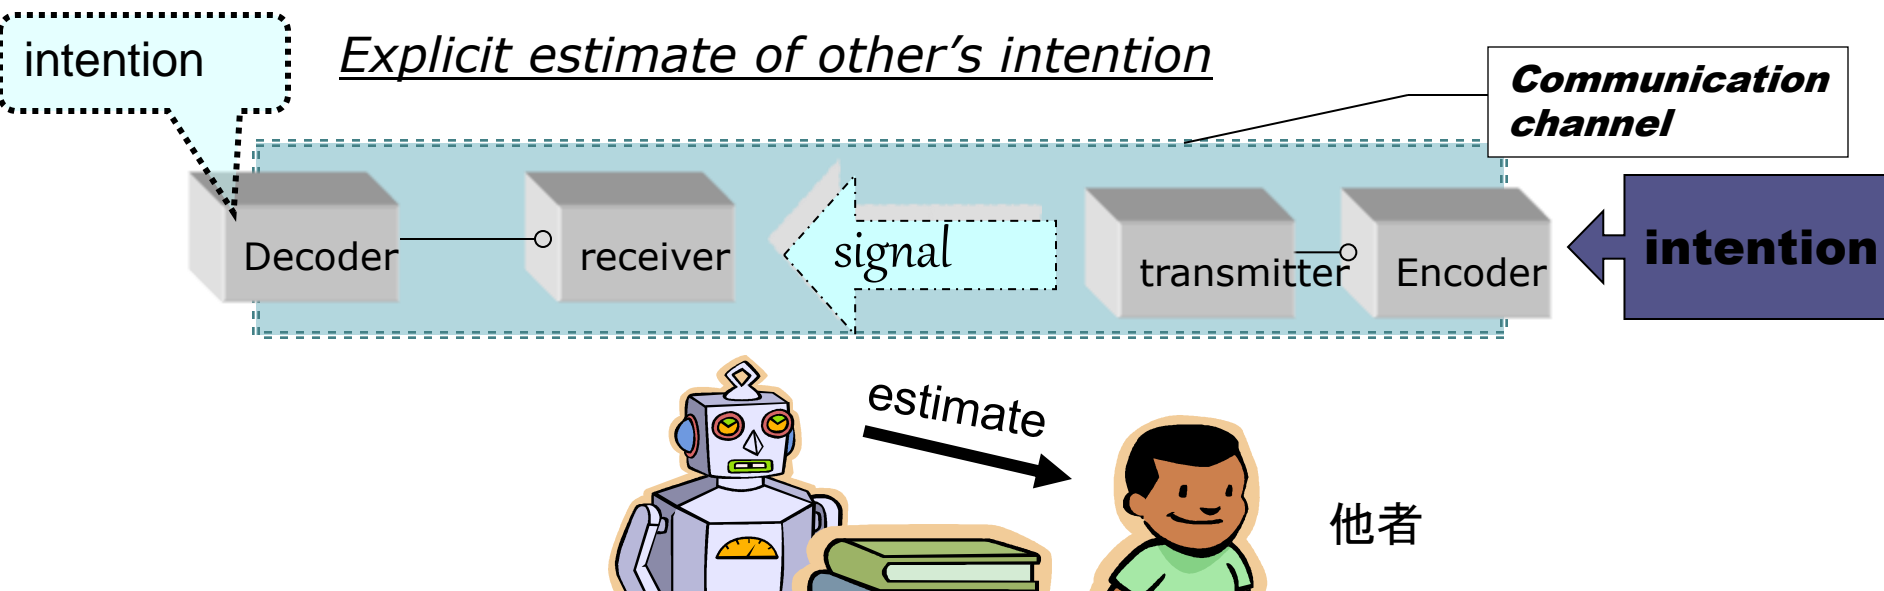 intention
Explicit estimate of other’s intention
Communication
channel
Decoder
receiver
signal
transmitter
Encoder
intention
estimate
他者